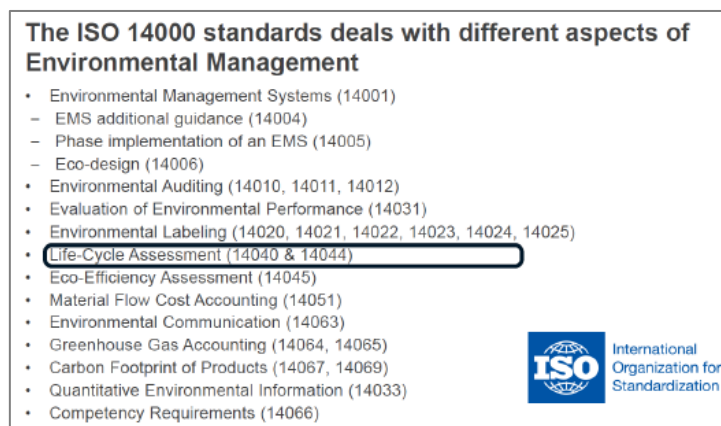 The ISO 14000 standards deals with different aspects of
Environmental Management
• Environmental Management Systems (14001)
– EMS additional guidance (14004)
– Phase implementation of an EMS (14005)
– Eco-design (14006)
• Environmental Auditing (14010, 14011, 14012)
• Evaluation of Environmental Performance (14031)
• Environmental Labeling (14020, 14021, 14022, 14023, 14024, 14025)
• Life-Cycle Assessment (14040 & 14044)
• Eco-Efficiency Assessment (14045)
• Material Flow Cost Accounting (14051)
• Environmental Communication (14063)
• Greenhouse Gas Accounting (14064, 14065)
• Carbon Footprint of Products (14067, 14069)
• Quantitative Environmental Information (14033)
• Competency Requirements (14066)
ISO
International
Organization for
Standardization